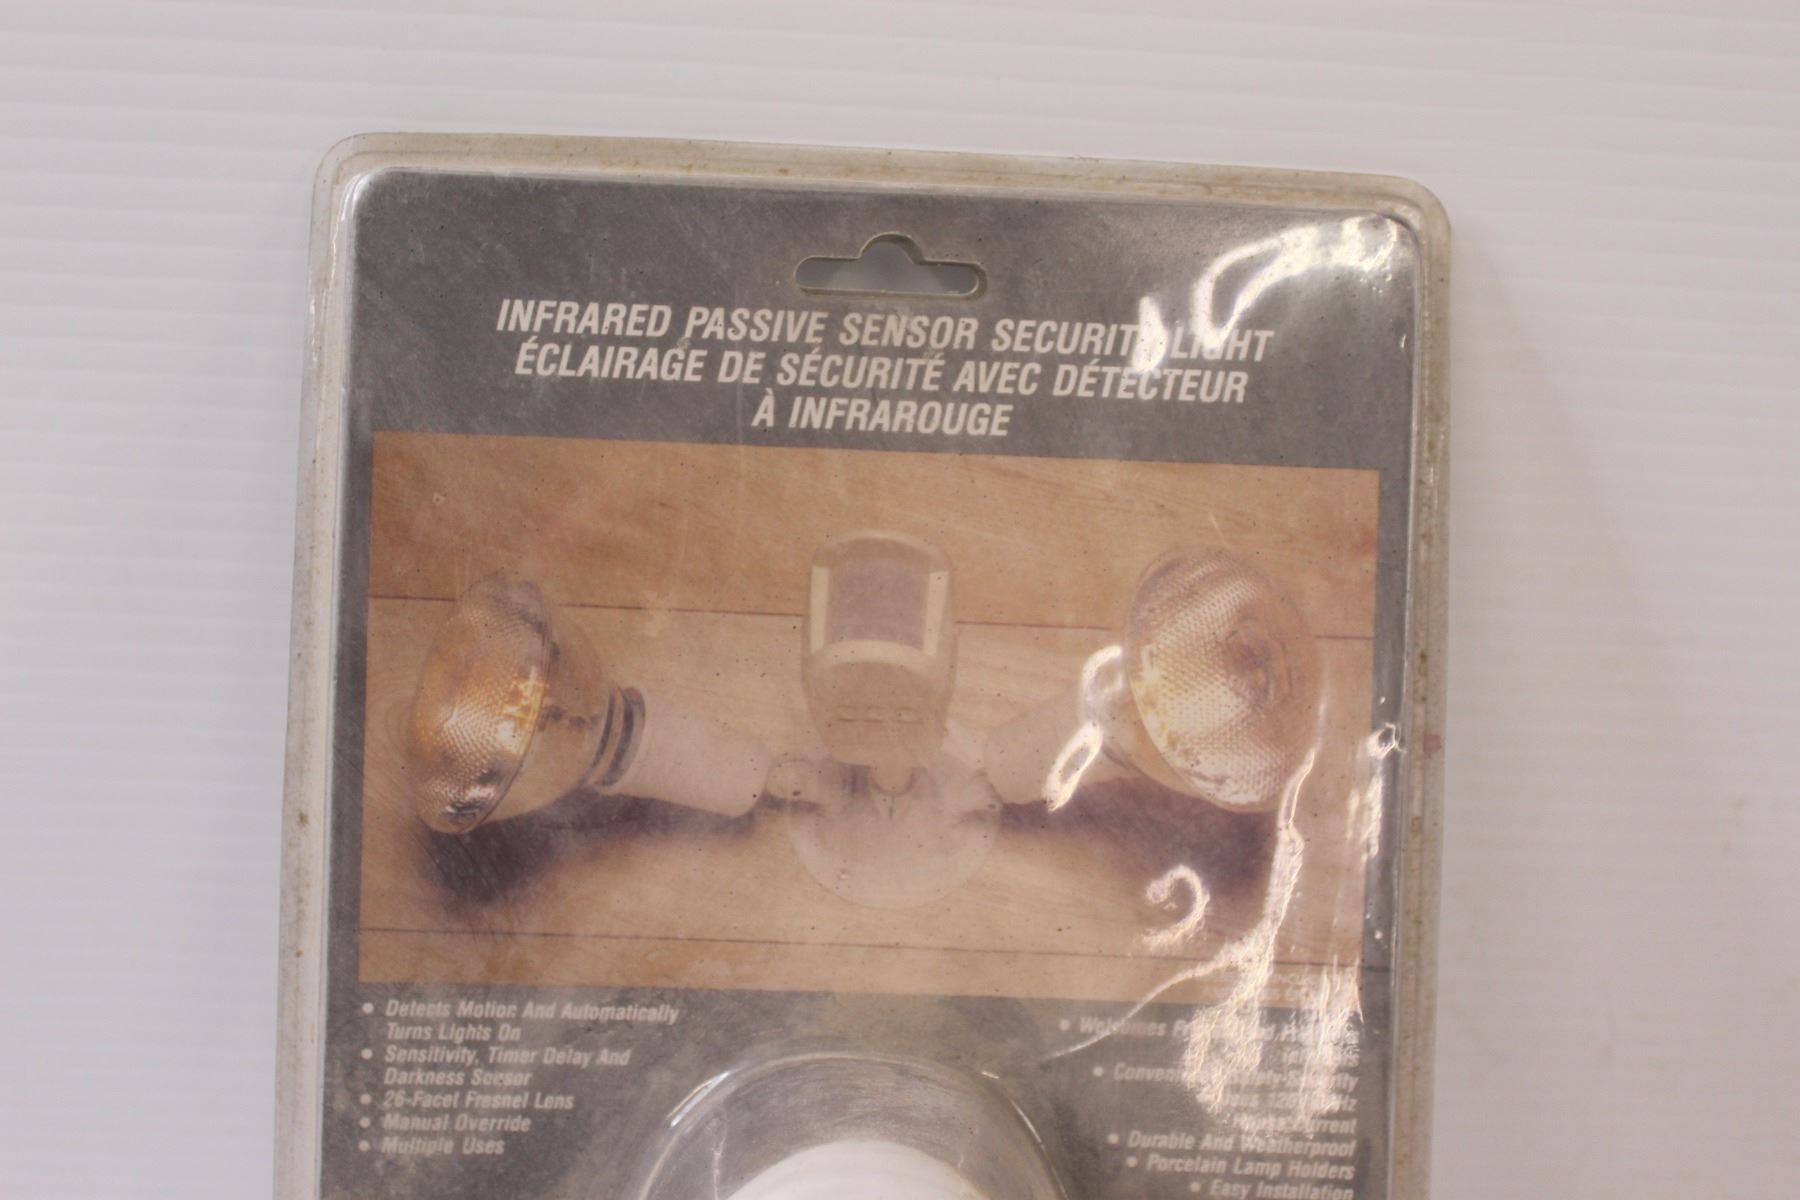 INFRARED PASSIVE SENSOR SECURITY LIGHT
ÉCLAIRAGE DE SÉCURITÉ AVEC DÉTECTEUR
À INFRAROUGE
• Detects Motion And Automatically
Turns Lights On
• Sensitivity, Timer Delay And
Darkness Sensor
• 26-Facet Fresnel Lens
• Manual Override
• Multiple Uses
• Welcomes
•
Current
• Durable And Weatherproof
• Porcelain Lamp Holders
• Easy Installation